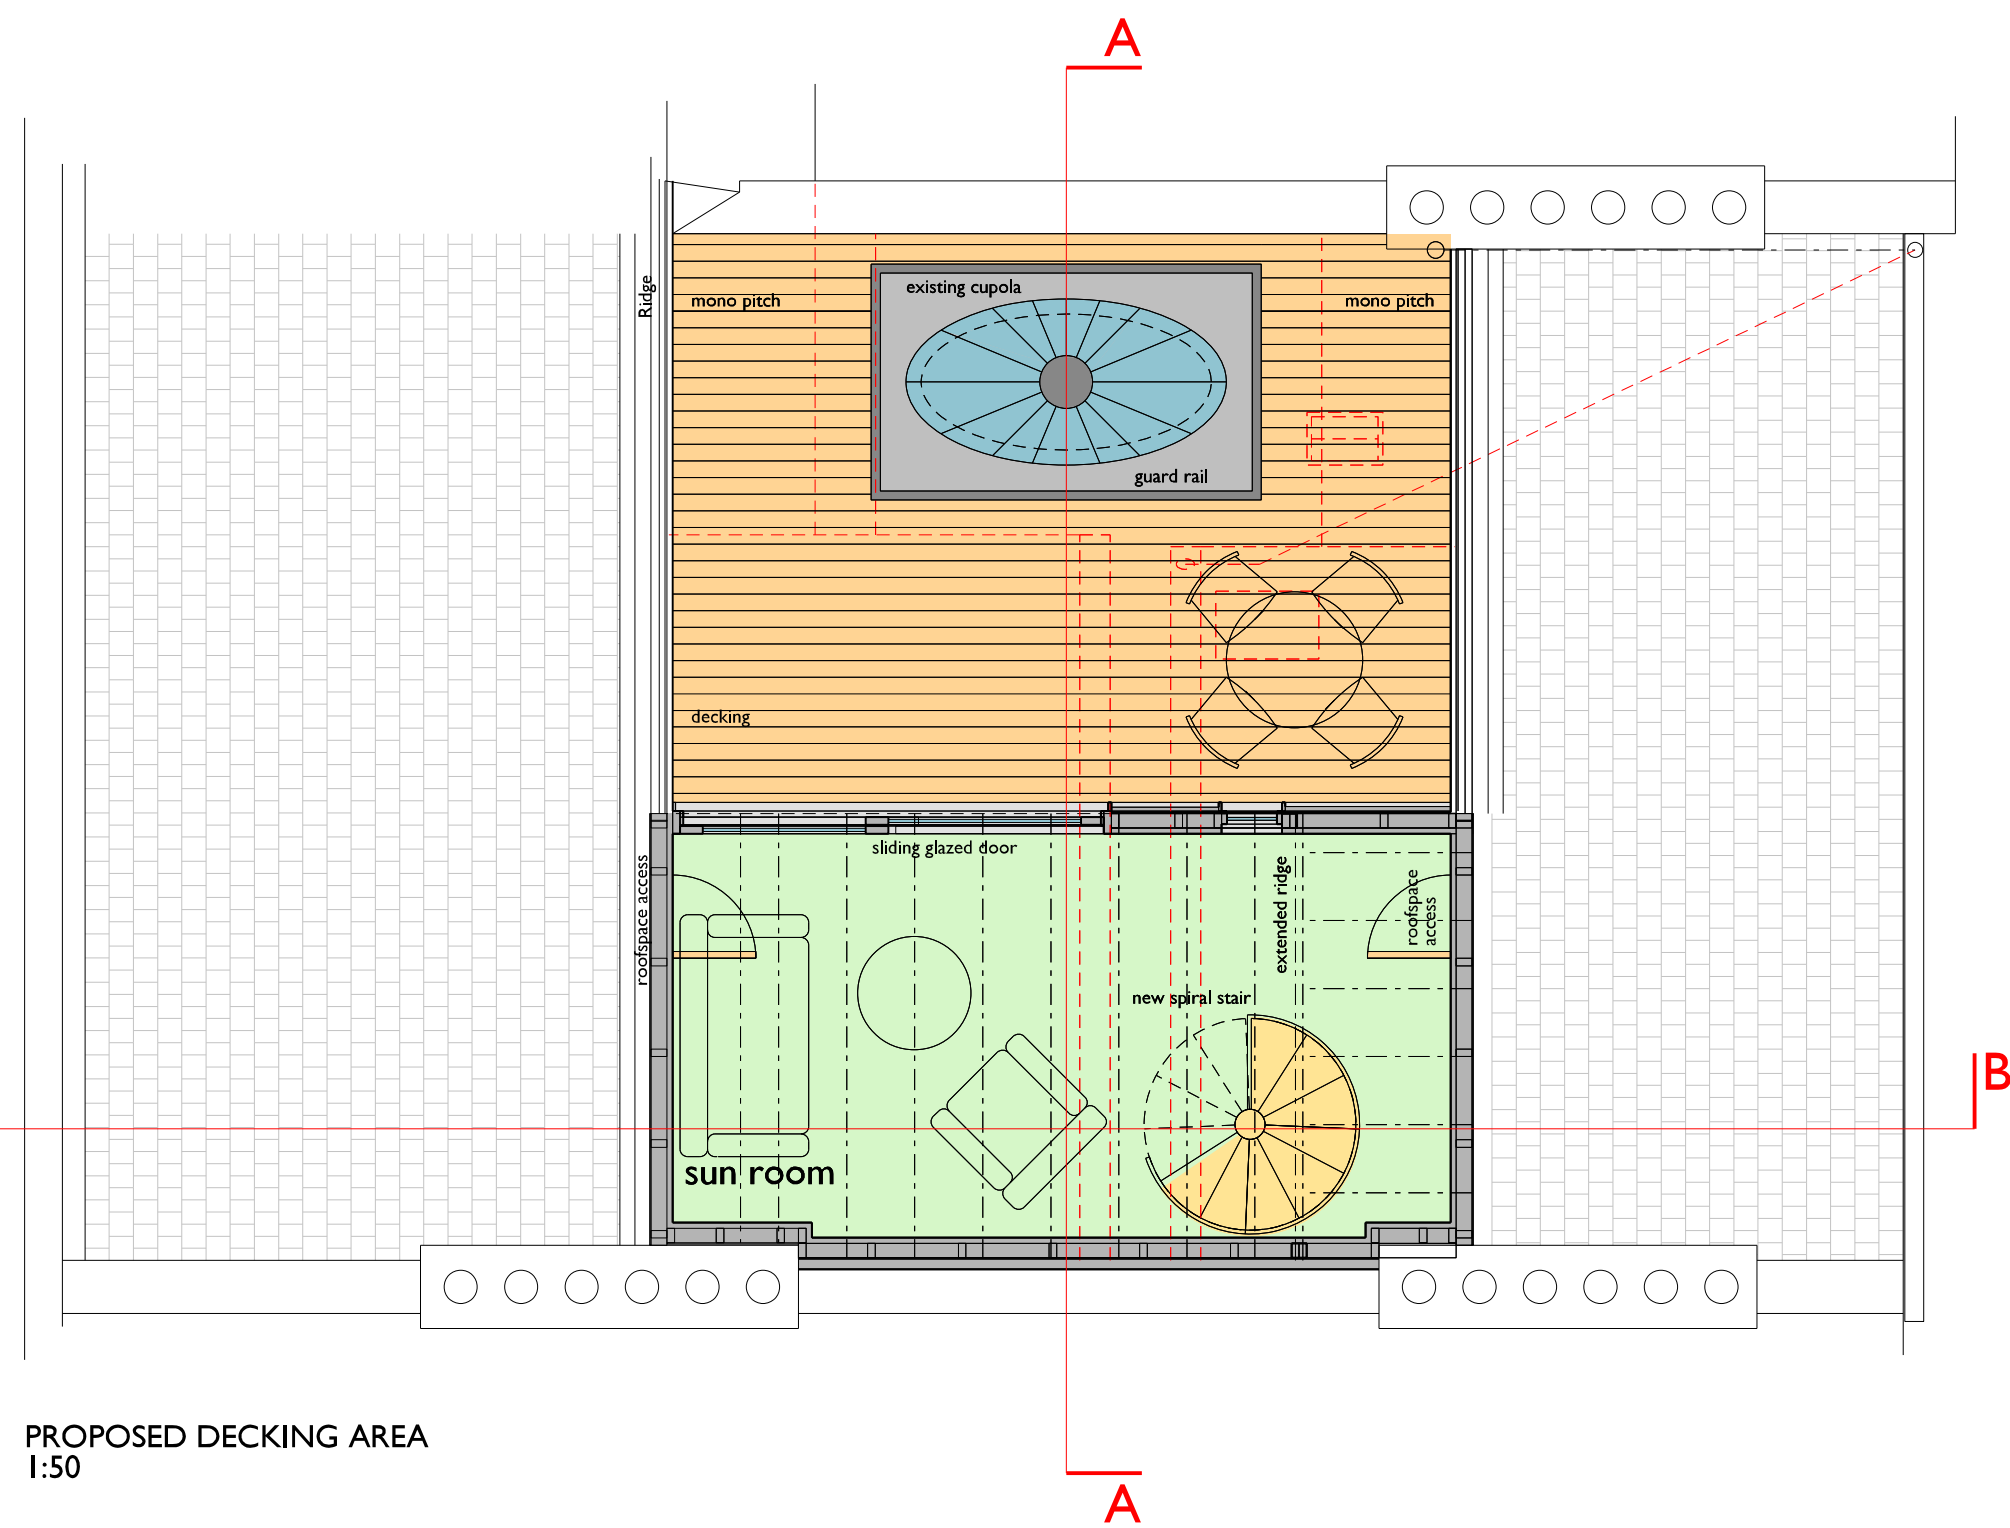 A
Ridge
existing cupola
mono pitch
mono pitch
guard rail
decking
sliding glazed door
roofspace access
extended ridge
roofspace
access
new spiral stair
B
sun room
PROPOSED DECKING AREA
1:50
A